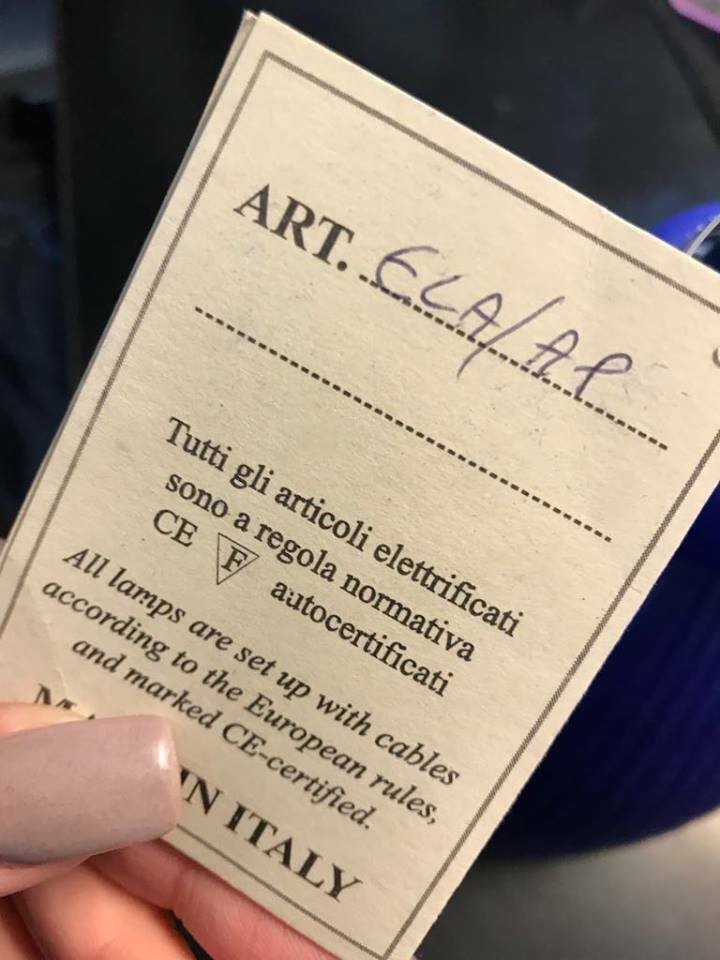 ART. ELA/AP
Tutti gli articoli elettrificati
sono a regola normativa
CE F autocertificati
All lamps are set up with cables
according to the European rules,
and marked CE-certified.
IN ITALY